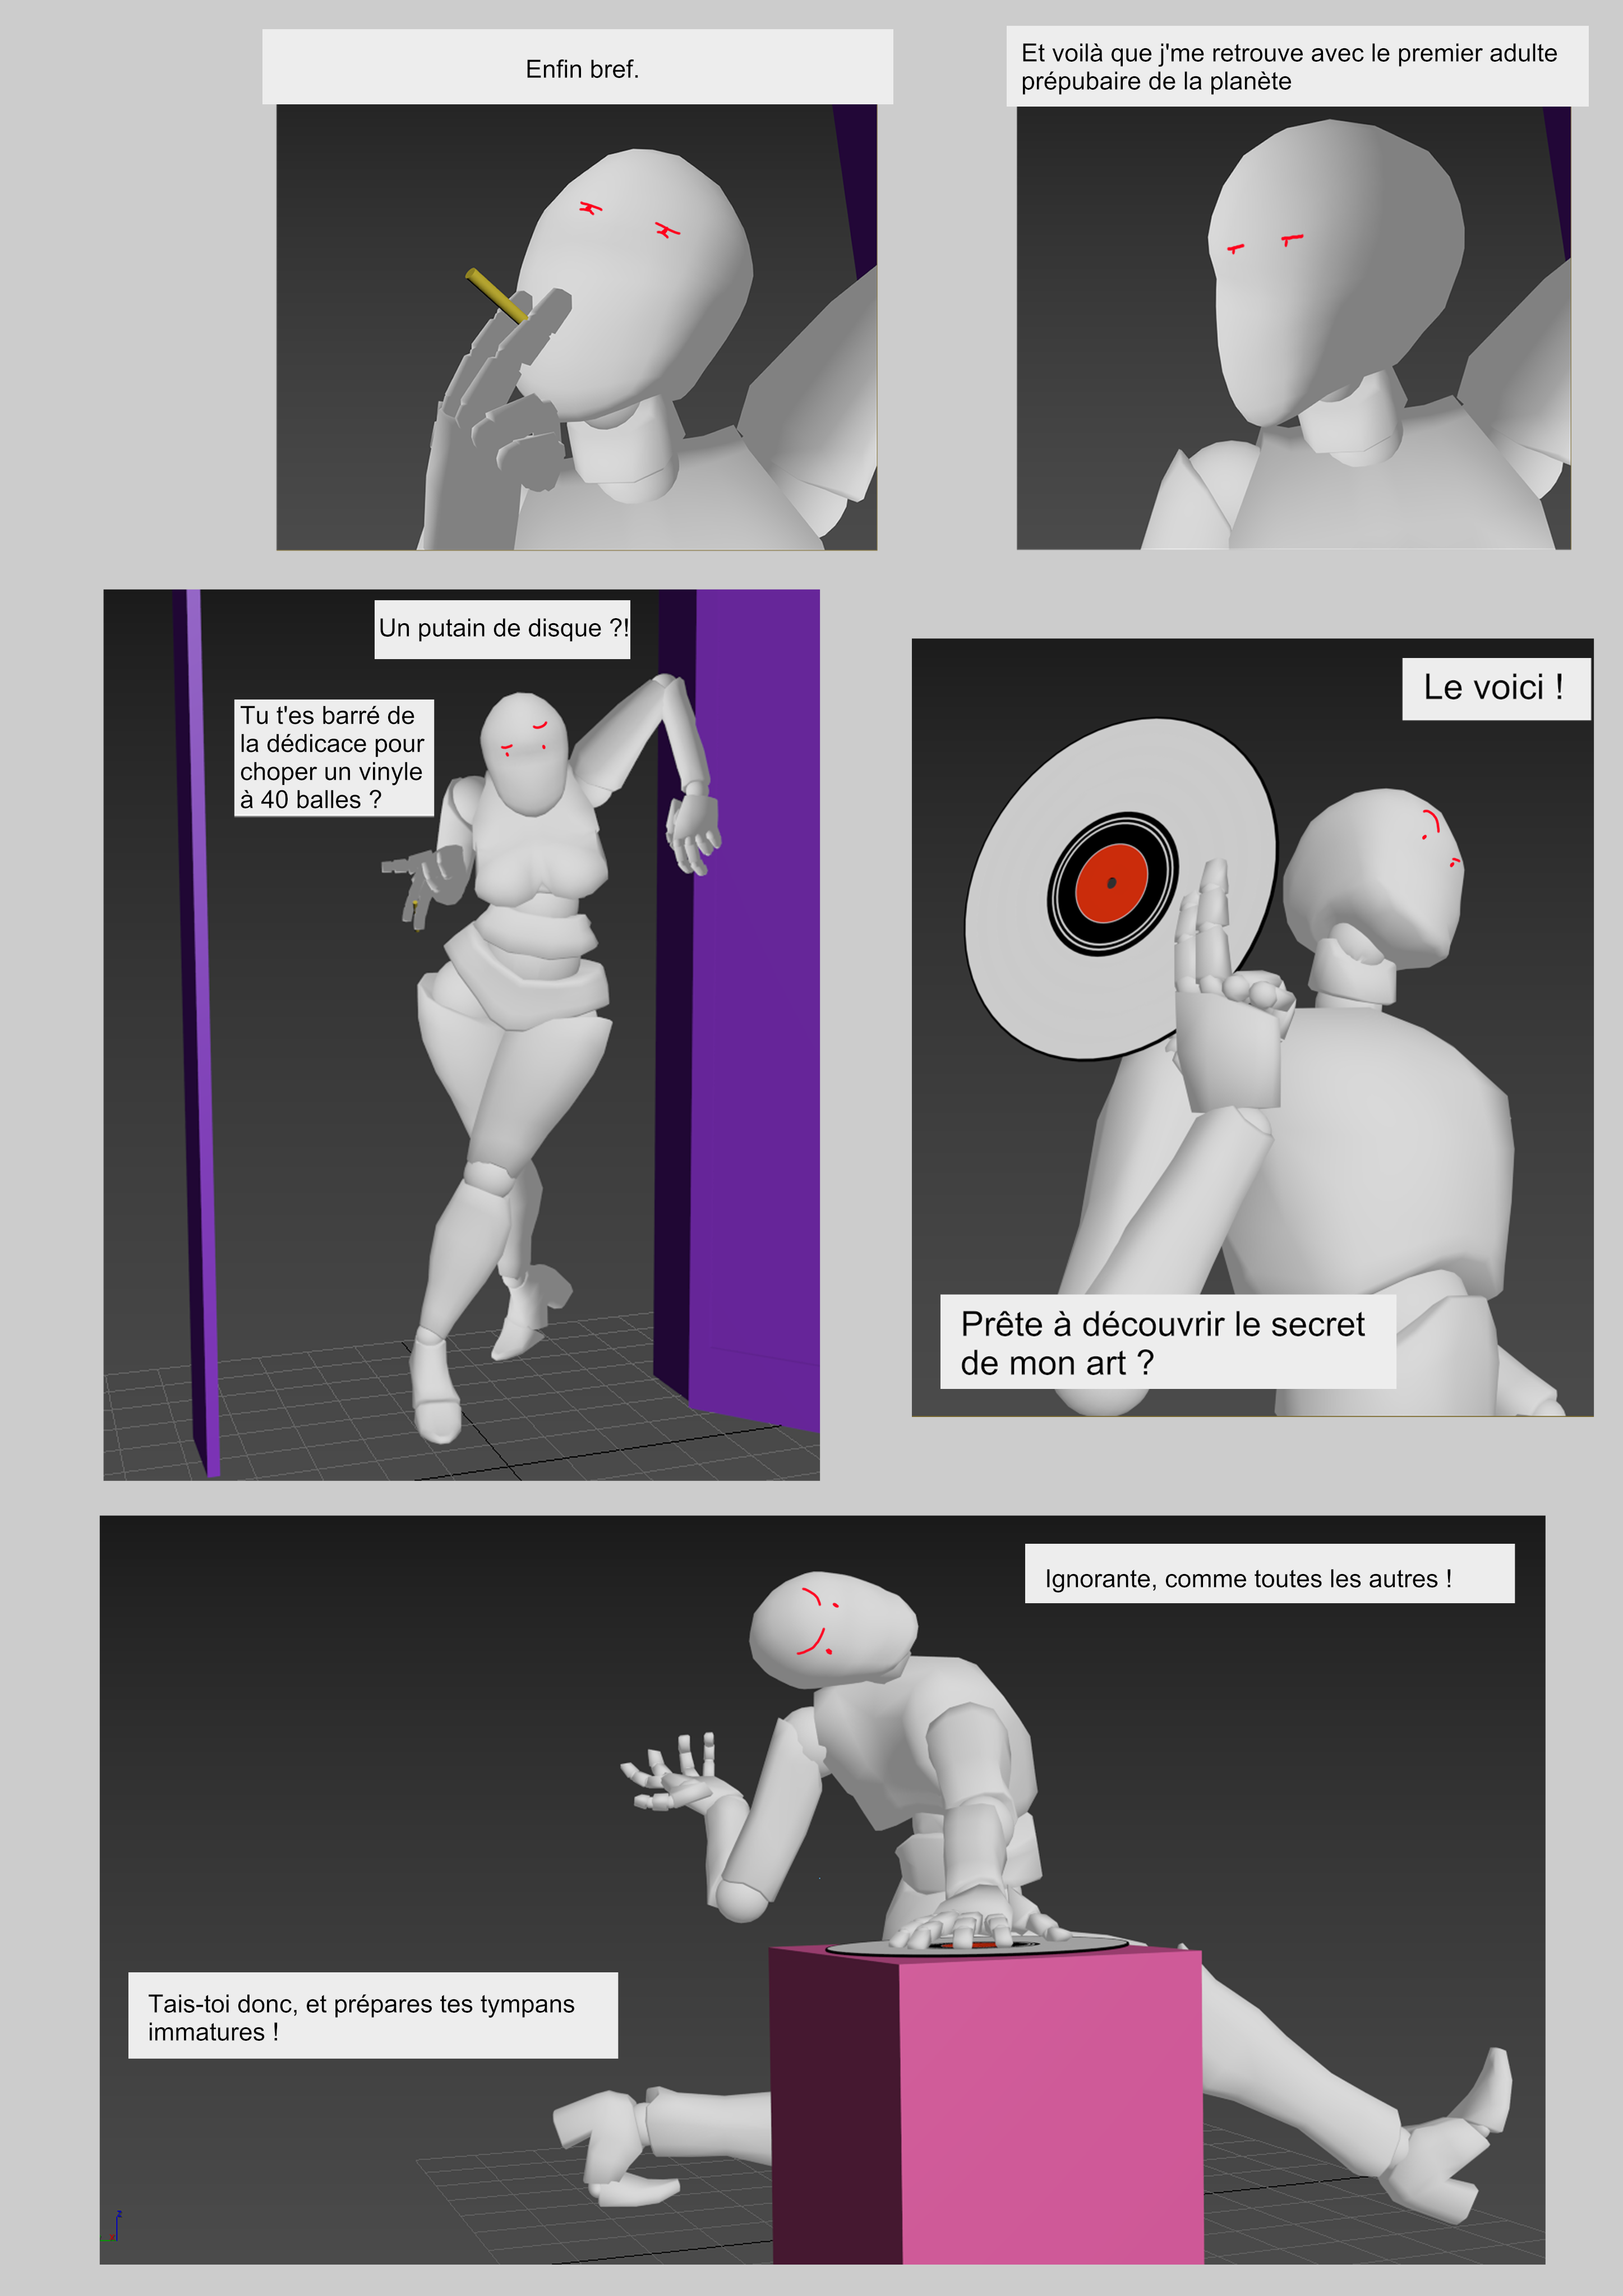 Enfin bref.
Et voilà que j'me retrouve avec le premier adulte
prépubaire de la planète
Un putain de disque ?!
Tu t'es barré de
la dédicace pour
choper un vinyle
à 40 balles ?
Le voici !
Prête à découvrir le secret
de mon art ?
Ignorante, comme toutes les autres !
Tais-toi donc, et prépares tes tympans
immatures !
z